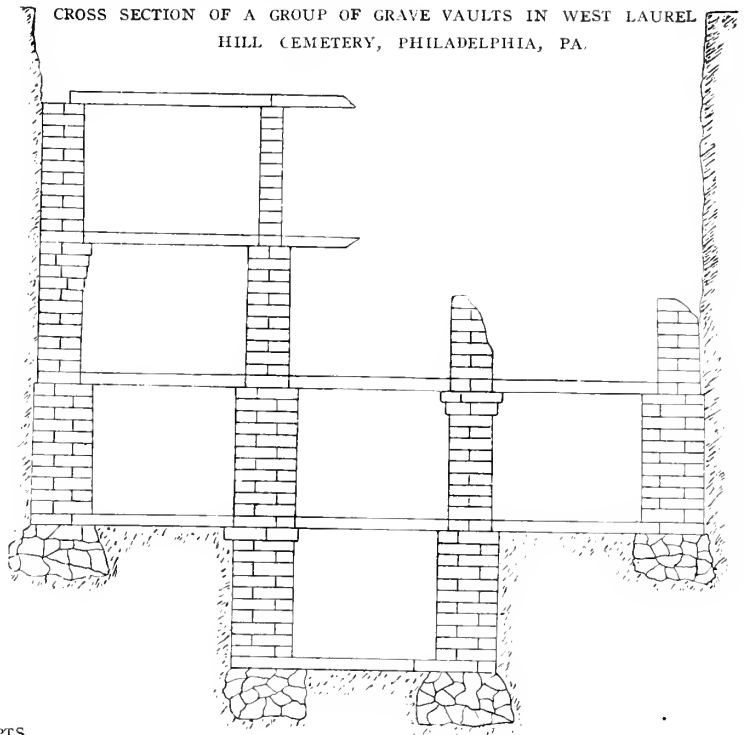 CROSS SECTION OF A GROUP OF GRAVE VAULTS IN WEST LAUREL
HILL CEMETERY, PHILADELPHIA, PA.